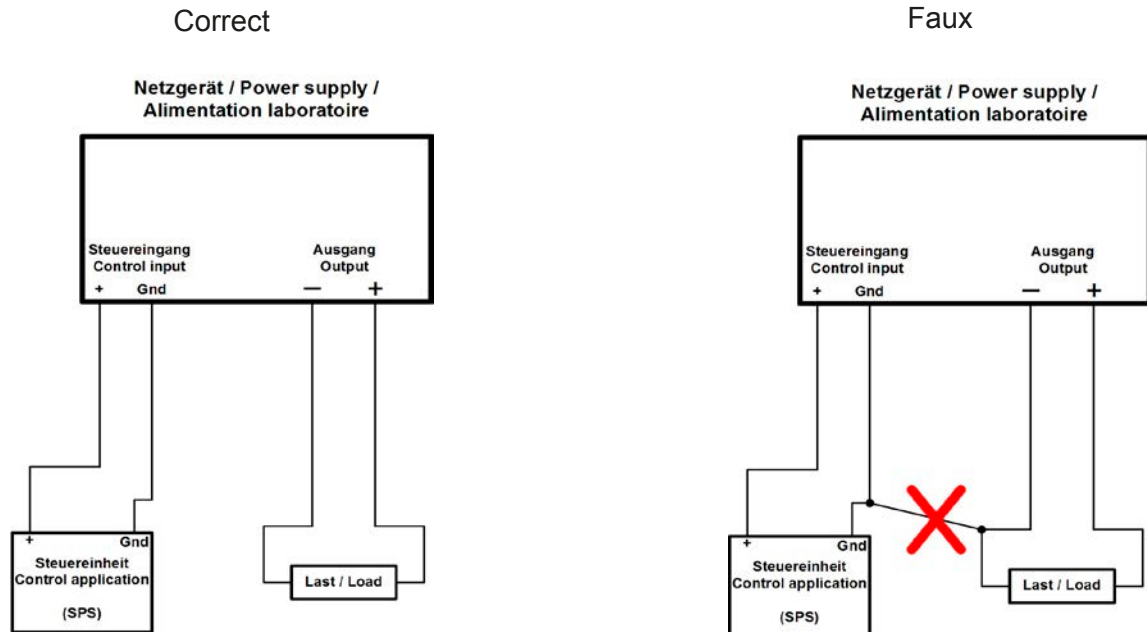 Correct
Netzgerät / Power supply /
Alimentation laboratoire
Steuereingang
Control input
+ Gnd
Ausgang
Output
— +
+ Gnd
Steuereinheit
Control application
(SPS)
Last / Load
Faux
Netzgerät / Power supply /
Alimentation laboratoire
Steuereingang
Control input
+ Gnd
Ausgang
Output
— +
+ Gnd
Steuereinheit
Control application
(SPS)
Last / Load